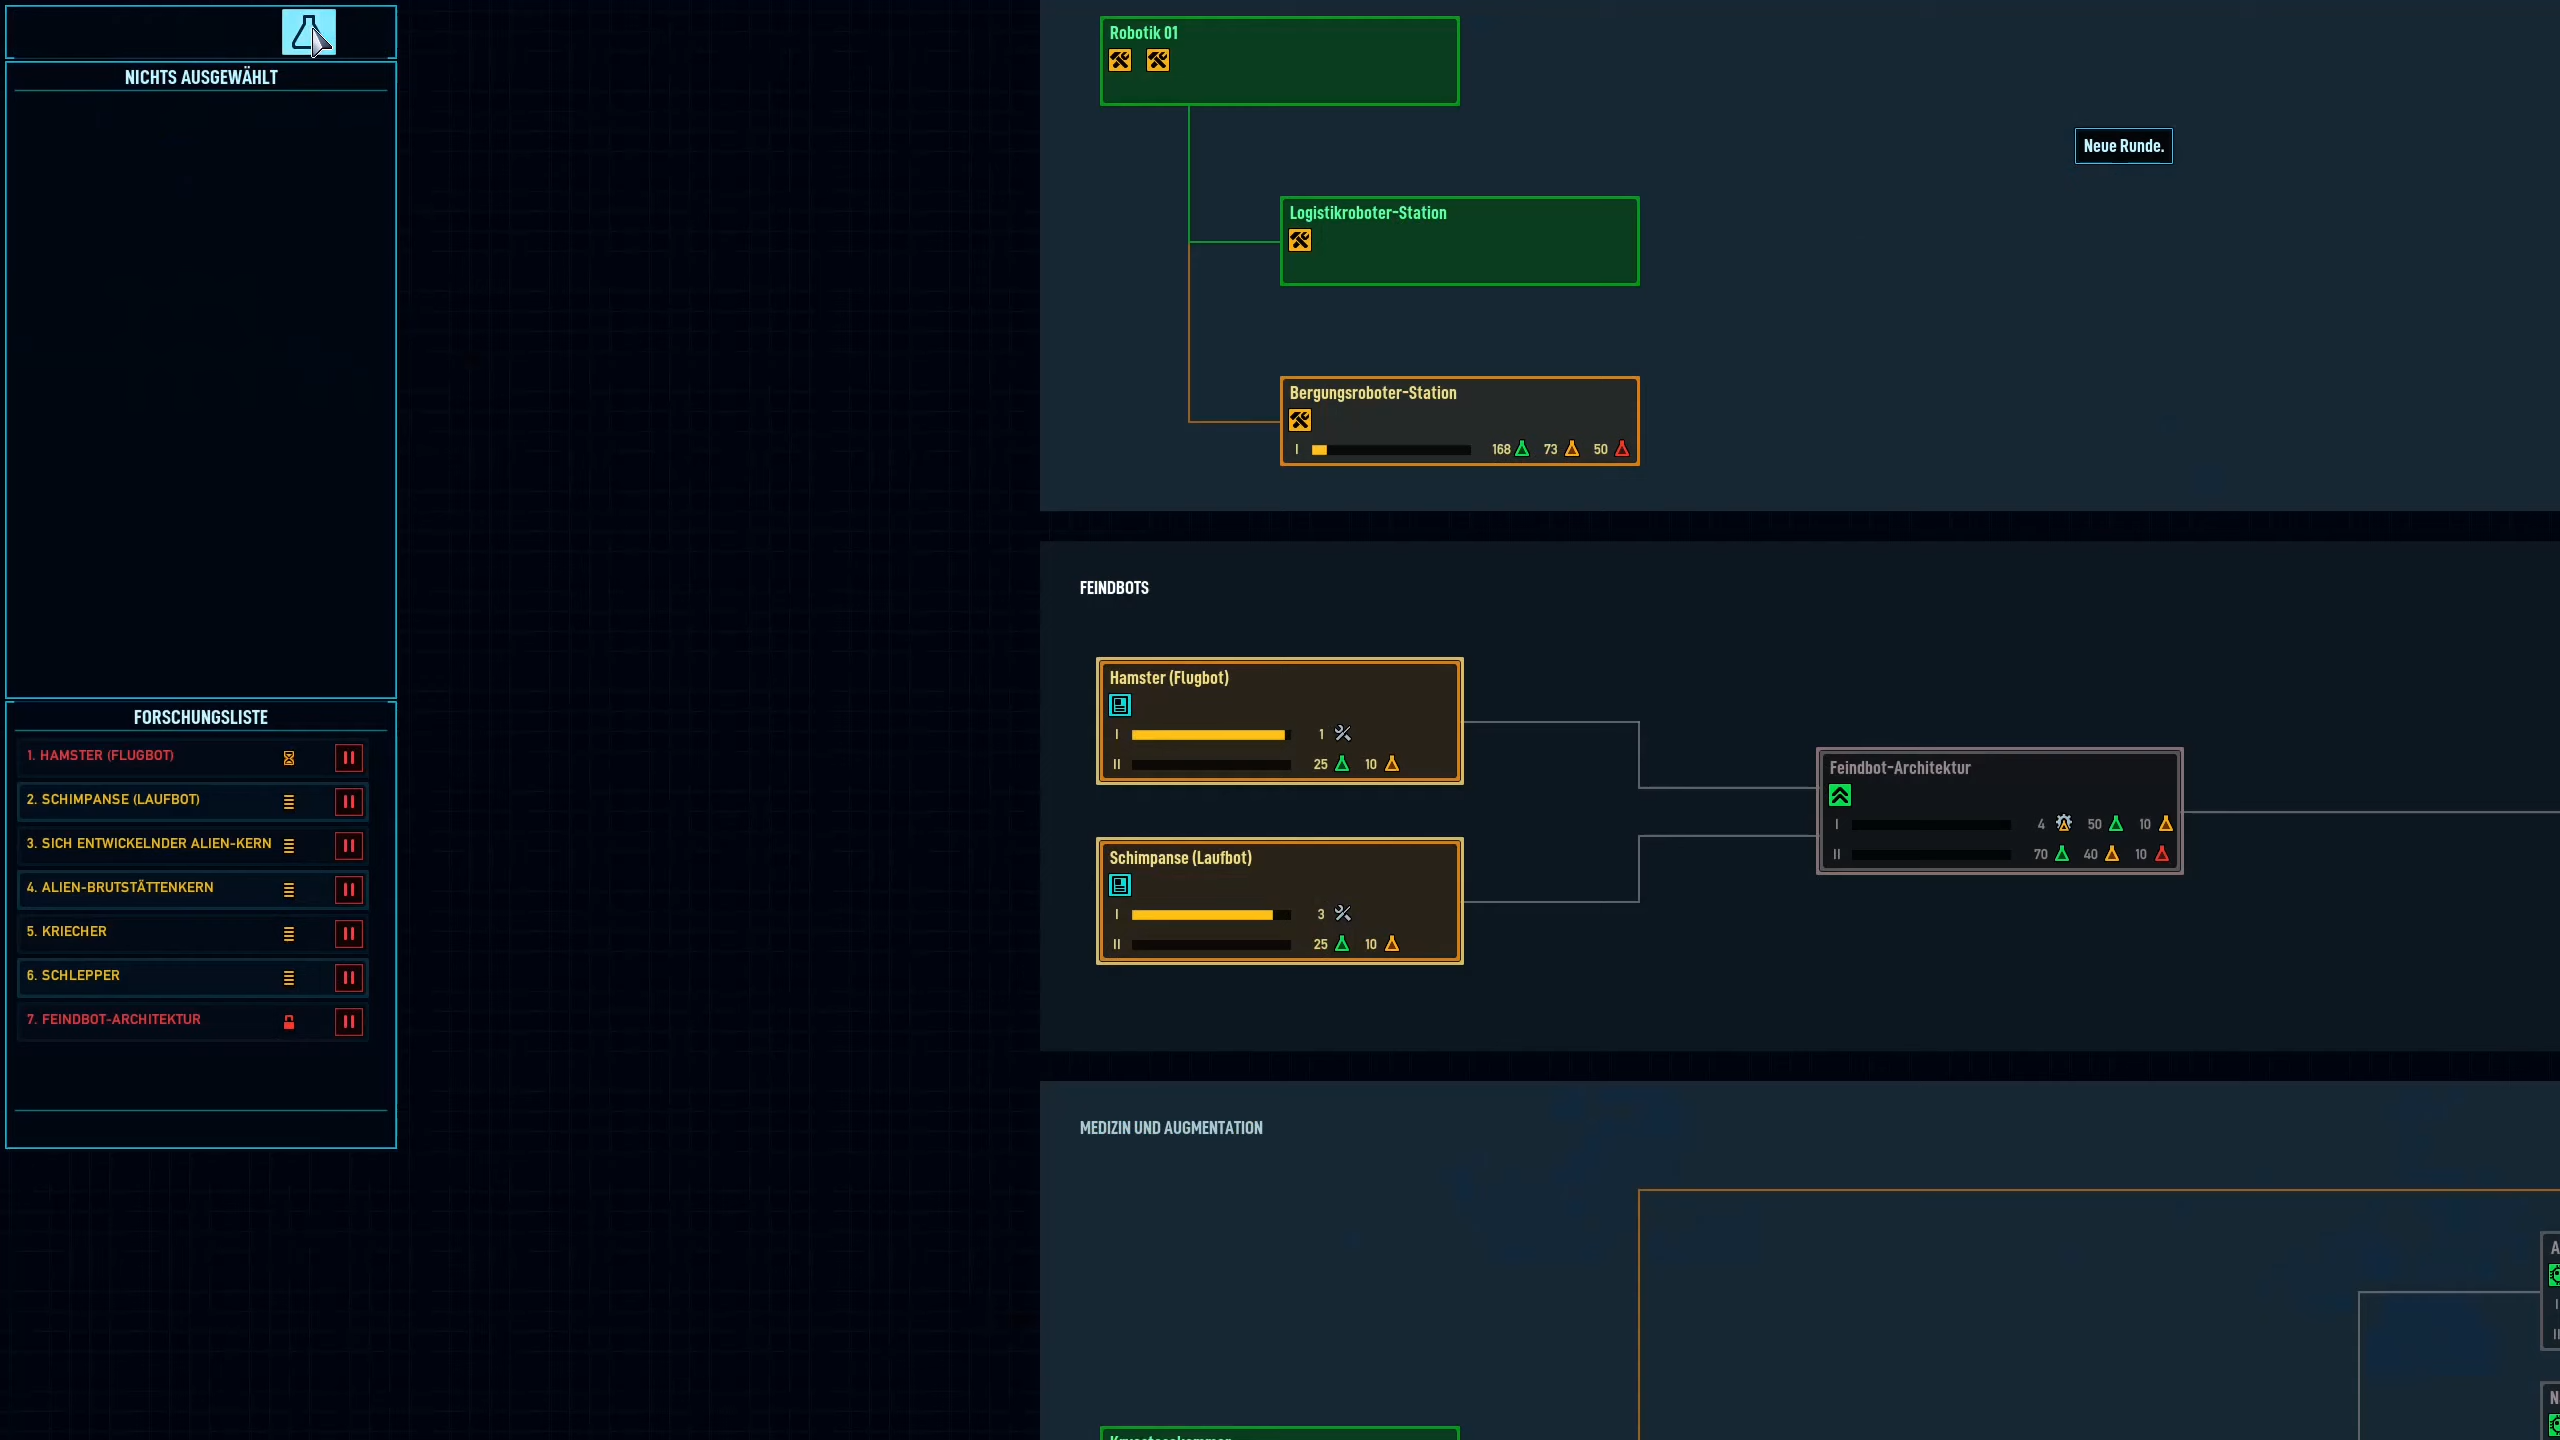 NICHTS AUSGEWÄHLT
FORSCHUNGSLISTE
1. HAMSTER (FLUGBOT)
2. SCHIMPANSE (LAUFBOT)
3. SICH ENTWICKELNDER ALIEN-KERN
4. ALIEN-BRUTSTÄTTENKERN
5. KRIECHER
6. SCHLEPPER
7. FEINDBOT-ARCHITEKTUR
Robotik 01
Neue Runde.
Logistikroboter-Station
Bergungsroboter-Station
I 168 73 50
FEINDBOTS
Hamster (Flugbot)
I 1
II 25 10
Feindbot-Architektur
I 4 50 10
II 70 40 10
Schimpanse (Laufbot)
I 3
II 25 10
MEDIZIN UND AUGMENTATION